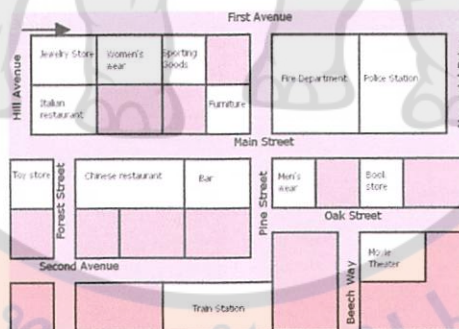 First Avenue
Hill Avenue
Jewelry Store
Women's
wear
Sporting
Goods
Fire Department
Police Station
Italian
restaurant
Furniture
Main Street
Toy store
Forest Street
Chinese restaurant
Bar
Pine Street
Men's
wear
Book
store
Oak Street
Second Avenue
Beech Way
Movie
Theater
Train Station